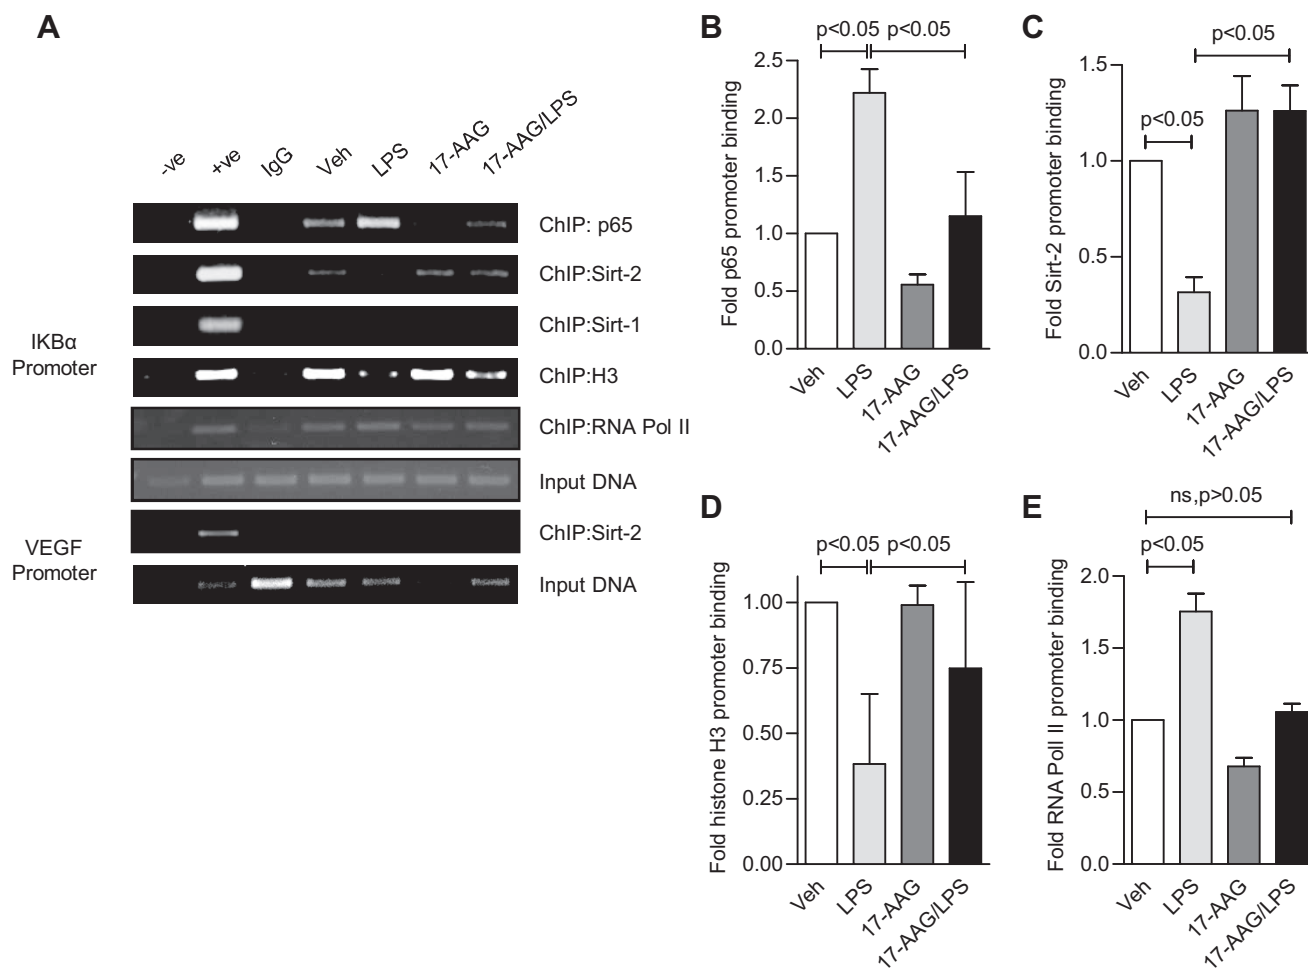 A
-ve
+ve
IgG
Veh
LPS
17-AAG
17-AAG/LPS
IKBα
Promoter
ChIP: p65
ChIP:Sirt-2
ChIP:Sirt-1
ChIP:H3
ChIP:RNA Pol II
Input DNA
VEGF
Promoter
ChIP:Sirt-2
Input DNA
B
p<0.05 p<0.05
Fold p65 promoter binding
2.5
2.0
1.5
1.0
0.5
0.0
Veh
LPS
17-AAG
17-AAG/LPS
C
p<0.05
p<0.05
Fold Sirt-2 promoter binding
1.5
1.0
0.5
0.0
Veh
LPS
17-AAG
17-AAG/LPS
D
p<0.05 p<0.05
Fold histone H3 promoter binding
1.00
0.75
0.50
0.25
0.00
Veh
LPS
17-AAG
17-AAG/LPS
E
ns,p>0.05
p<0.05
Fold RNA Poll II promoter binding
2.0
1.5
1.0
0.5
0.0
Veh
LPS
17-AAG
17-AAG/LPS